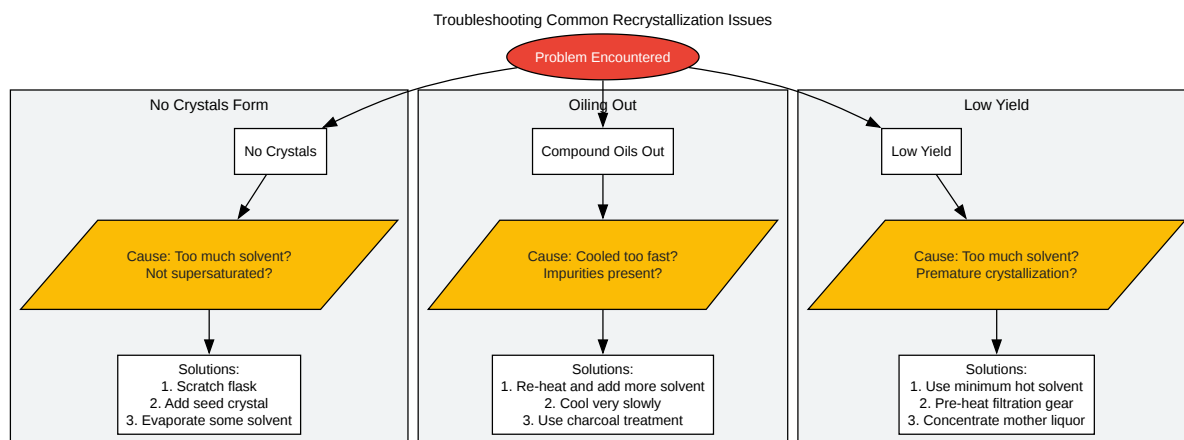 Troubleshooting Common Recrystallization Issues
Problem Encountered
No Crystals Form
No Crystals
Cause: Too much solvent?
Not supersaturated?
Solutions:
1. Scratch flask
2. Add seed crystal
3. Evaporate some solvent
Oiling Out
Compound Oils Out
Cause: Cooled too fast?
Impurities present?
Solutions:
1. Re-heat and add more solvent
2. Cool very slowly
3. Use charcoal treatment
Low Yield
Low Yield
Cause: Too much solvent?
Premature crystallization?
Solutions:
1. Use minimum hot solvent
2. Pre-heat filtration gear
3. Concentrate mother liquor